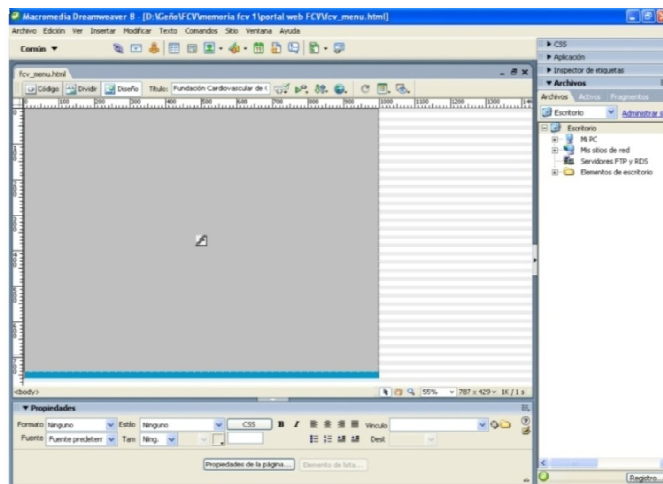 Macromedia Dreamweaver 8 - [D:\Geño\FCV\memoria fcv 1\portal web FCV\fcv_menu.html]
Archivo Edición Ver Insertar Modificar Texto Comandos Sitio Ventana Ayuda
Común
fcv_menu.html
Código Dividir Diseño Título: Fundación Cardiovascular de C
<body> 55% 787 x 429 1K / 1 s
Propiedades
Formato Ninguno Estilo Ninguno CSS B I Vínculo
Fuente Fuente predeterr Tam Ning. Dest
Propiedades de la página... Elemento de lista...
CSS
Aplicación
Inspector de etiquetas
Archivos
Archivos Activos Fragmentos
Escritorio Administrar s
Escritorio
Mi PC
Mis sitios de red
Servidores FTP y RDS
Elementos de escritorio
Registro...